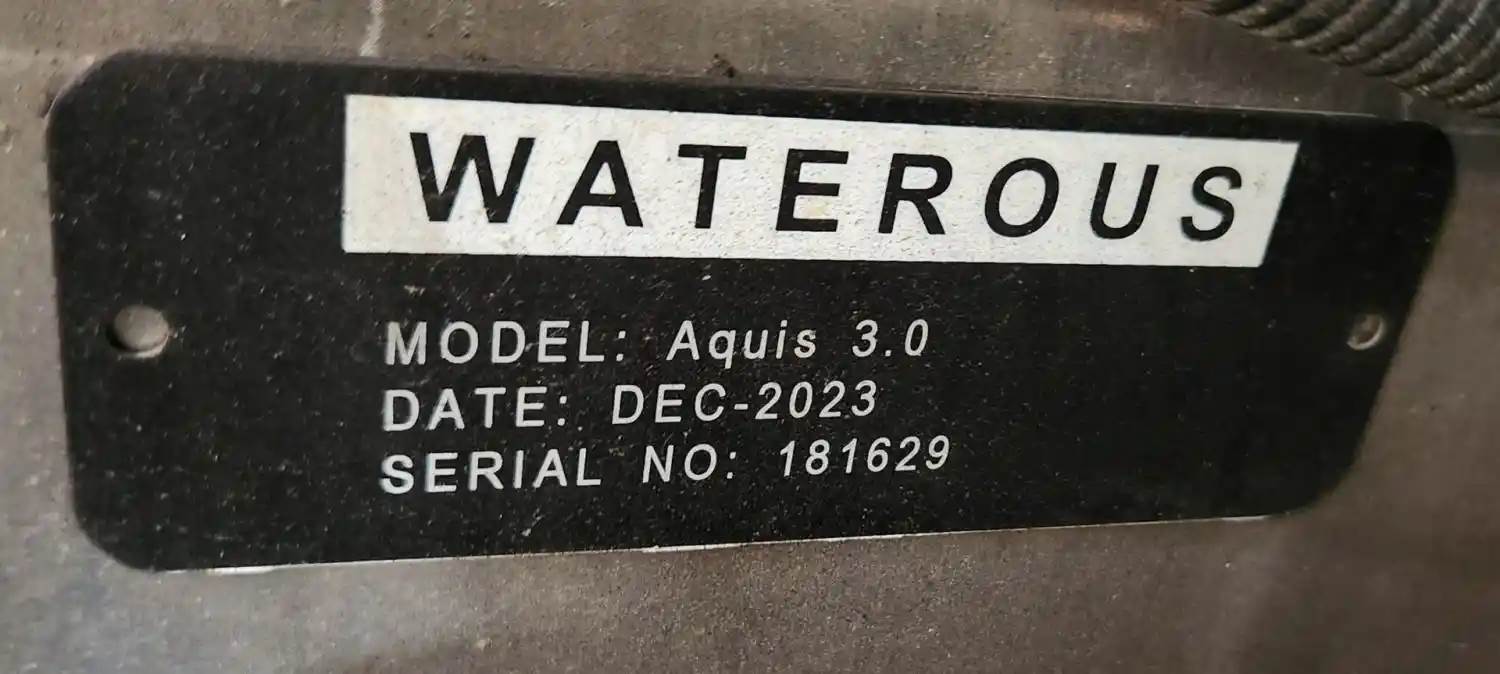 WATEROUS
MODEL: Aquis 3.0
DATE: DEC-2023
SERIAL NO: 181629